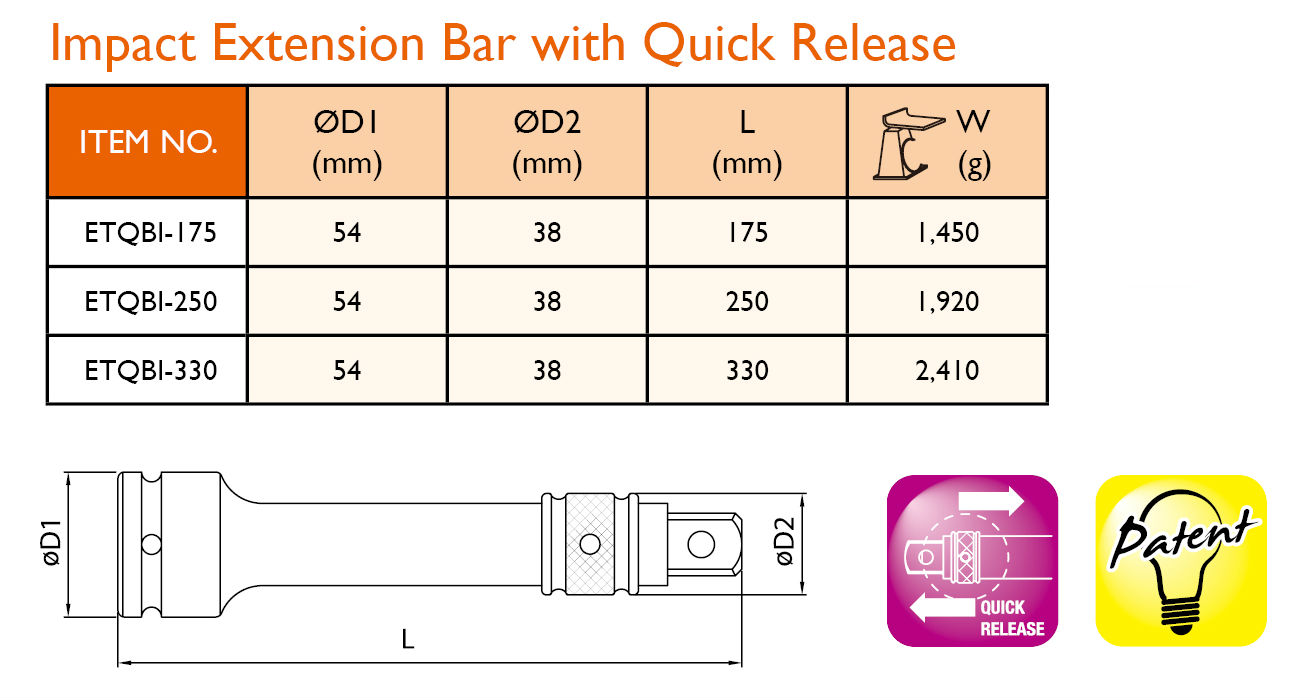 Impact Extension Bar with Quick Release
ITEM NO. ØD1 (mm) ØD2 (mm) L (mm) W (g)
ETQBI-175 54 38 175 1,450
ETQBI-250 54 38 250 1,920
ETQBI-330 54 38 330 2,410
øD1
øD2
L
QUICK
RELEASE
Patent